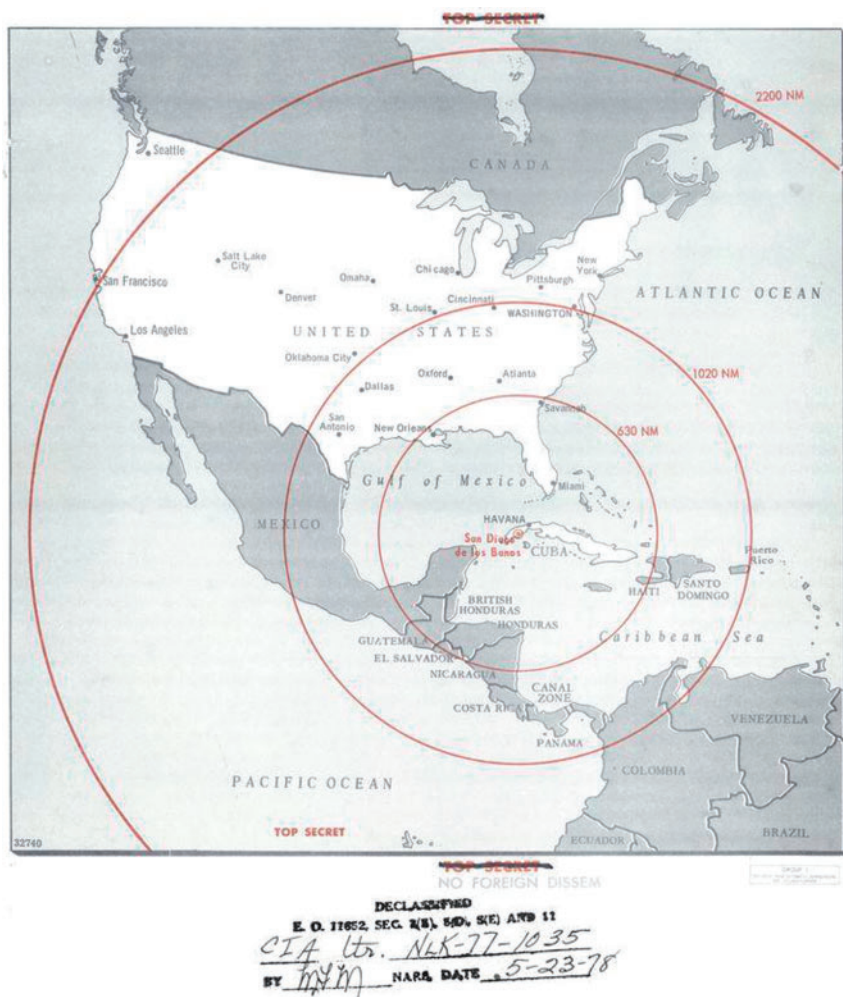 TOP SECRET
2200 NM
CANADA
Seattle
Salt Lake
City
San Francisco
Omaha
Chicago
New
York
Pittsburgh
Denver
St. Louis
Cincinnati
WASHINGTON
ATLANTIC OCEAN
Los Angeles
UNITED STATES
Oklahoma City
1020 NM
Oxford
Atlanta
Dallas
Savannah
San
Antonio
New Orleans
630 NM
Gulf of Mexico
Miami
MEXICO
HAVANA
San Diego
de los Banos
CUBA
Puerto
Rico
HAITI
SANTO
DOMINGO
BRITISH
HONDURAS
HONDURAS
GUATEMALA
Caribbean Sea
EL SALVADOR
NICARAGUA
CANAL
ZONE
COSTA RICA
VENEZUELA
PANAMA
COLOMBIA
PACIFIC OCEAN
TOP SECRET
32740
ECUADOR
BRAZIL
TOP SECRET
NO FOREIGN DISSEM
GROUP 1
DECLASSIFIED
E. O. 11652, SEC. 3(E), 5(D), 5(E) AND 11
CIA ltr. NLK-77-1035
BY MFM NARS, DATE 5-23-78